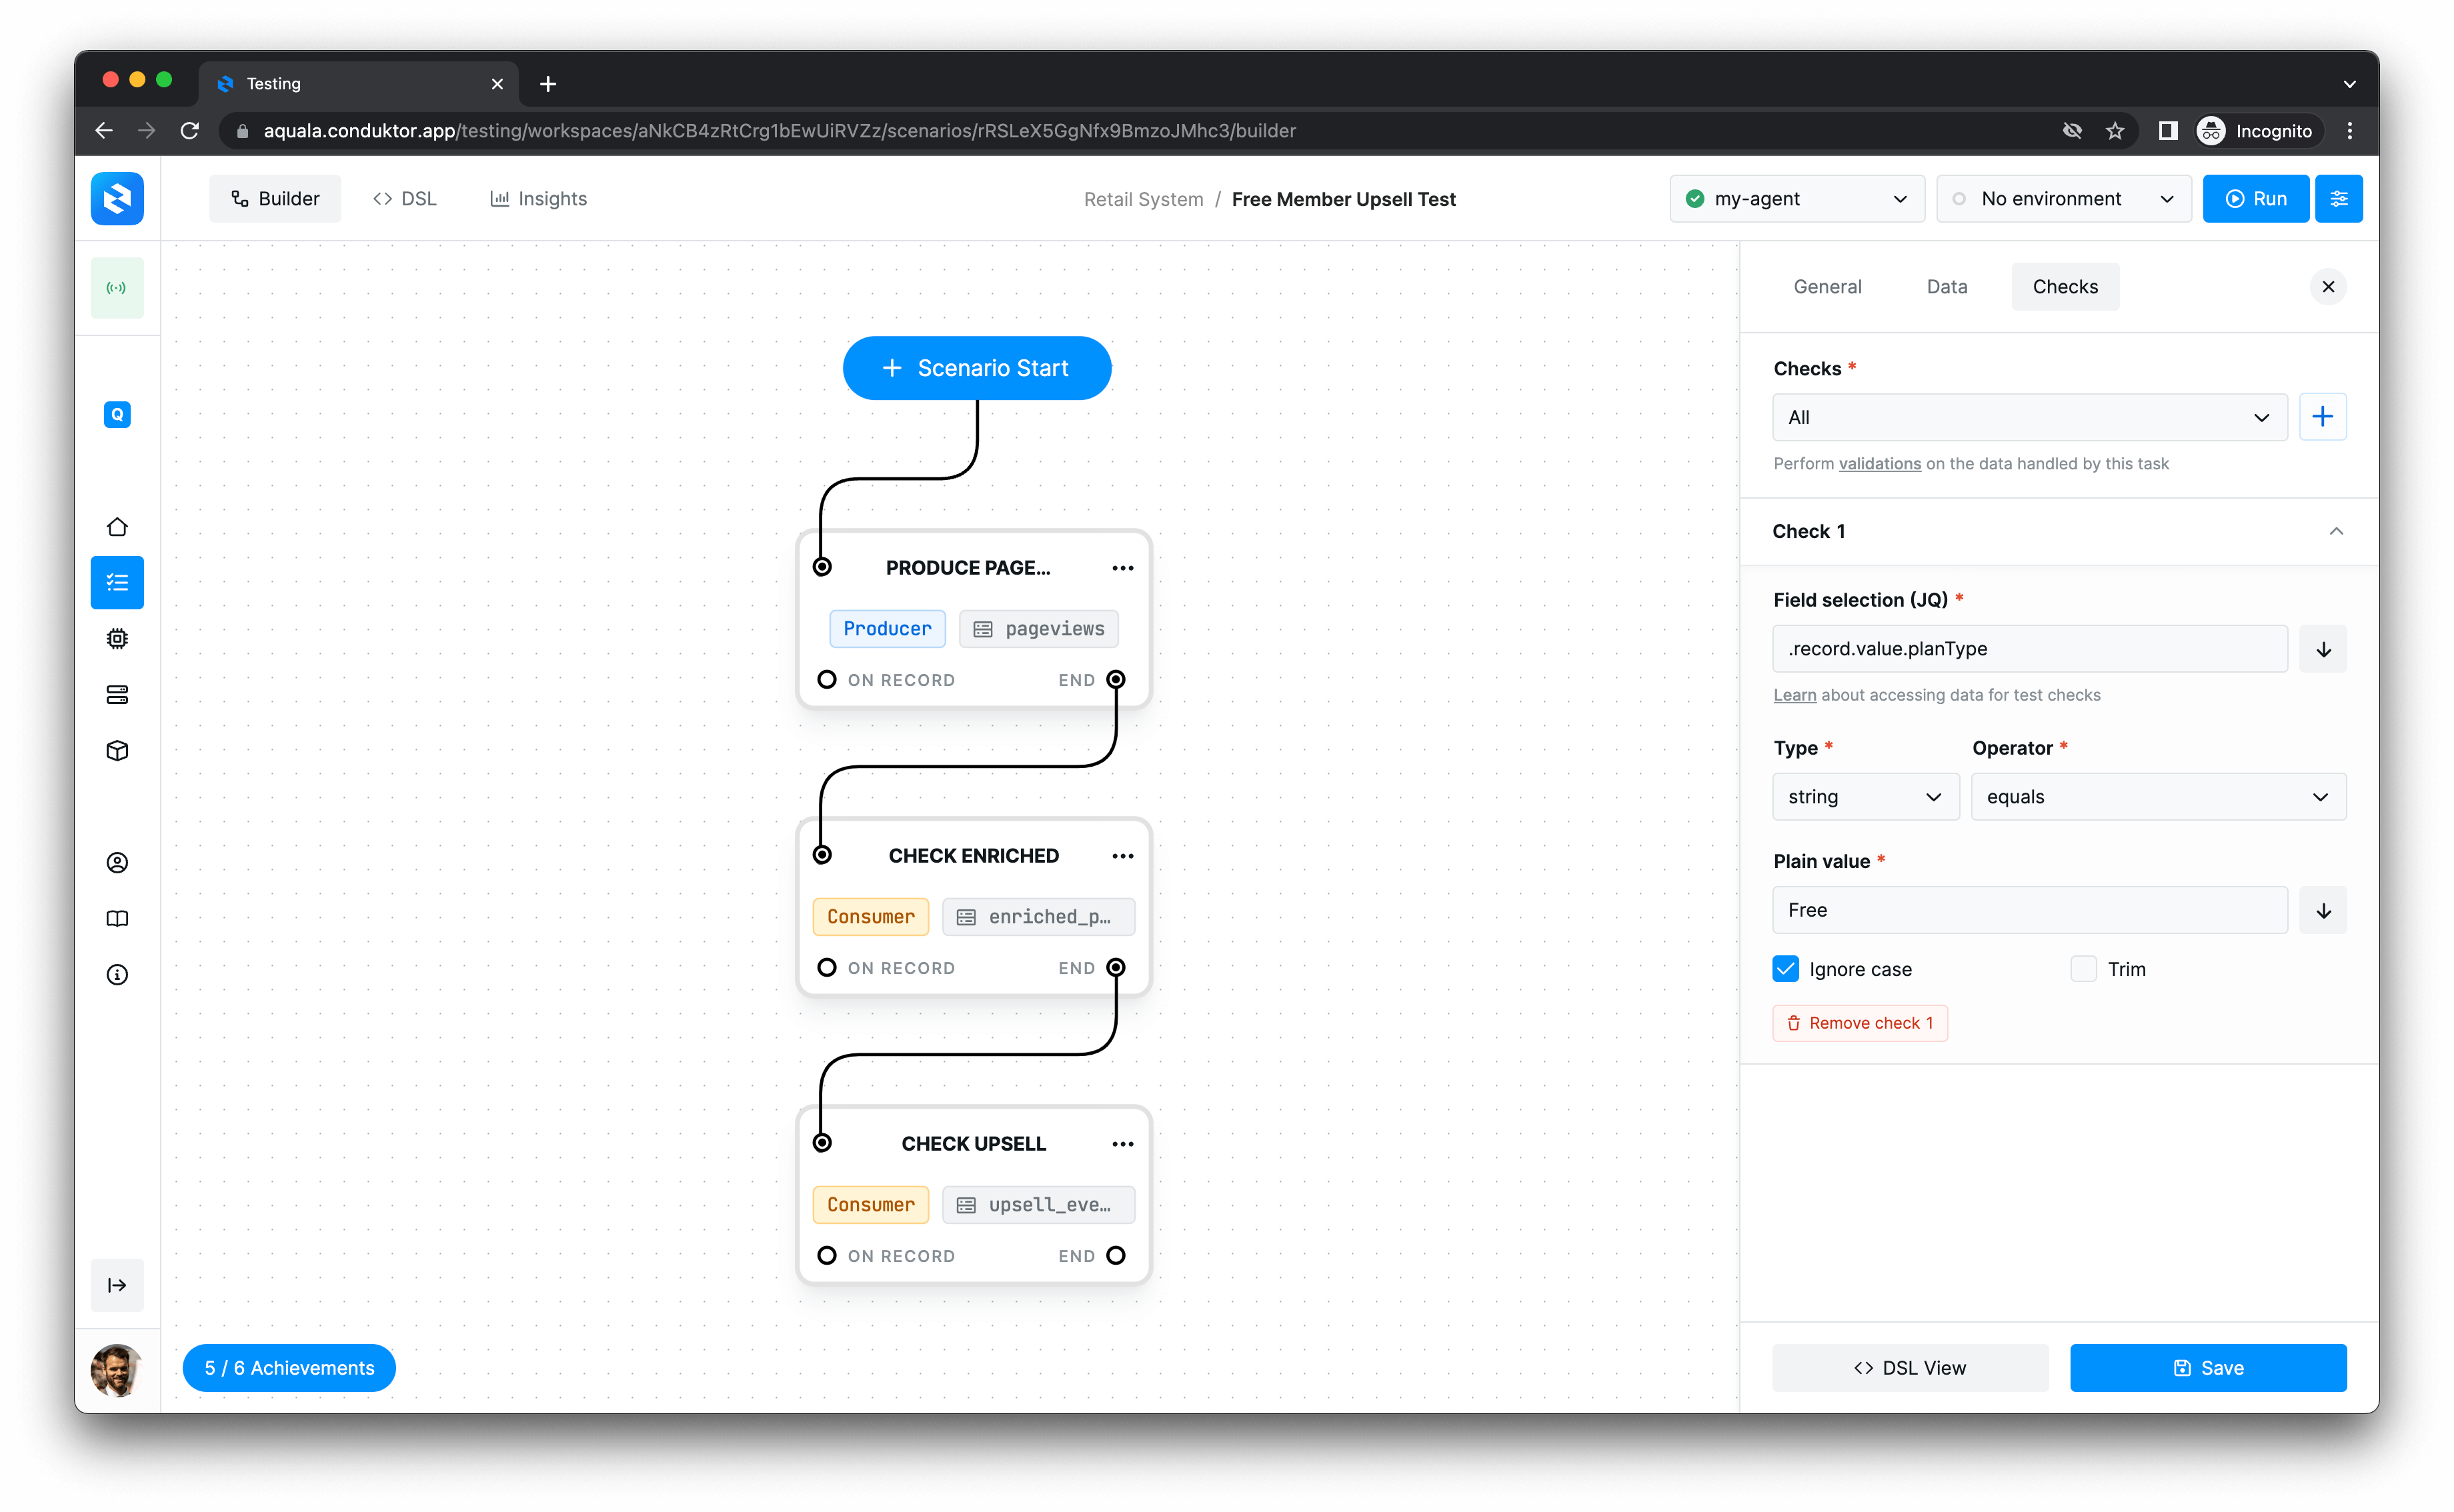 Testing
aquala.conduktor.app/testing/workspaces/aNkCB4zRtCrg1bEwUiRVZz/scenarios/rRSLeX5GgNfx9BmzoJMhc3/builder
Incognito
Builder
DSL
Insights
Retail System / Free Member Upsell Test
my-agent
No environment
Run
Q
Scenario Start
PRODUCE PAGE...
Producer
pageviews
ON RECORD
END
CHECK ENRICHED
Consumer
enriched_p...
ON RECORD
END
CHECK UPSELL
Consumer
upsell_eve...
ON RECORD
END
5 / 6 Achievements
General
Data
Checks
Checks *
All
Perform validations on the data handled by this task
Check 1
Field selection (JQ) *
.record.value.planType
Learn about accessing data for test checks
Type *
Operator *
string
equals
Plain value *
Free
Ignore case
Trim
Remove check 1
DSL View
Save